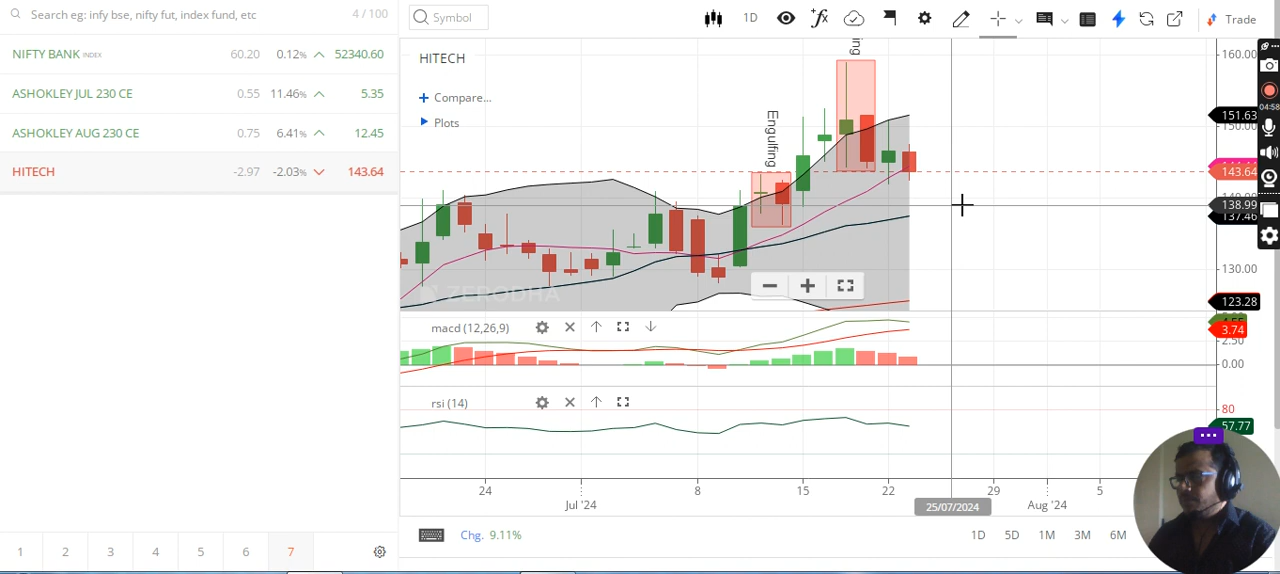 Search eg: infy bse, nifty fut, index fund, etc
4 / 100
NIFTY BANK INDEX 60.20 0.12% 52340.60
ASHOKLEY JUL 230 CE 0.55 11.46% 5.35
ASHOKLEY AUG 230 CE 0.75 6.41% 12.45
HITECH -2.97 -2.03% 143.64
1 2 3 4 5 6 7
Symbol
1D
fx
Trade
HITECH
Compare...
Plots
Engulfing
ing
160.00
151.63
150.00
143.64
138.99
137.46
130.00
123.28
ZERODHA
macd (12,26,9)
3.74
2.50
0.00
rsi (14)
80
57.77
24 8 15 22 29 5
Jul '24
25/07/2024
Aug '24
Chg. 9.11%
1D 5D 1M 3M 6M
04:58